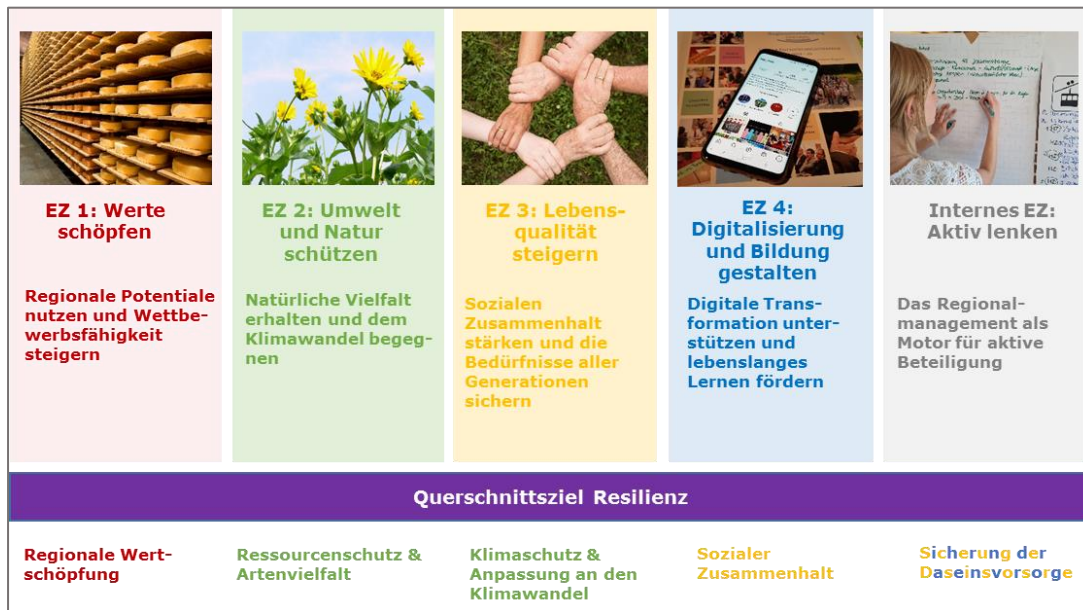 EZ 1: Werte
schöpfen
Regionale Potentiale
nutzen und Wettbe-
werbsfähigkeit
steigern
EZ 2: Umwelt
und Natur
schützen
Natürliche Vielfalt
erhalten und dem
Klimawandel begeg-
nen
EZ 3: Lebens-
qualität
steigern
Sozialen
Zusammenhalt
stärken und die
Bedürfnisse aller
Generationen
sichern
EZ 4:
Digitalisierung
und Bildung
gestalten
Digitale Trans-
formation unter-
stützen und
lebenslanges
Lernen fördern
Internes EZ:
Aktiv lenken
Das Regional-
management als
Motor für aktive
Beteiligung
Querschnittsziel Resilienz
Regionale Wert-
schöpfung
Ressourcenschutz &
Artenvielfalt
Klimaschutz &
Anpassung an den
Klimawandel
Sozialer
Zusammenhalt
Sicherung der
Daseinsvorsorge